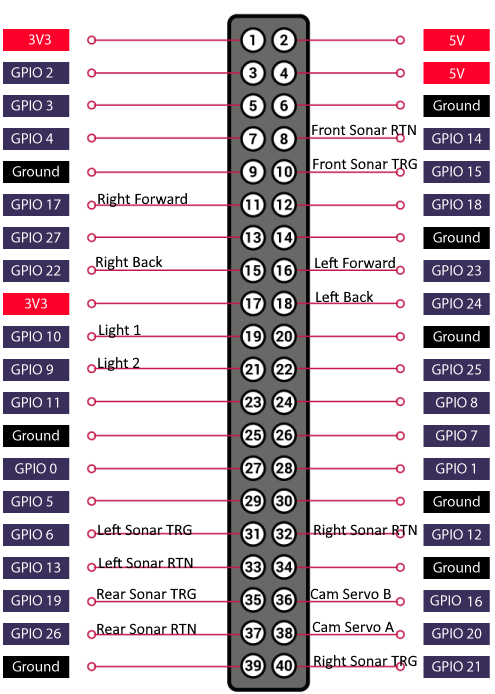 3V3 1 2 5V
GPIO 2 3 4 5V
GPIO 3 5 6 Ground
GPIO 4 7 8 Front Sonar RTN GPIO 14
Ground 9 10 Front Sonar TRG GPIO 15
GPIO 17 Right Forward 11 12 GPIO 18
GPIO 27 13 14 Ground
GPIO 22 Right Back 15 16 Left Forward GPIO 23
3V3 17 18 Left Back GPIO 24
GPIO 10 Light 1 19 20 Ground
GPIO 9 Light 2 21 22 GPIO 25
GPIO 11 23 24 GPIO 8
Ground 25 26 GPIO 7
GPIO 0 27 28 GPIO 1
GPIO 5 29 30 Ground
GPIO 6 Left Sonar TRG 31 32 Right Sonar RTN GPIO 12
GPIO 13 Left Sonar RTN 33 34 Ground
GPIO 19 Rear Sonar TRG 35 36 Cam Servo B GPIO 16
GPIO 26 Rear Sonar RTN 37 38 Cam Servo A GPIO 20
Ground 39 40 Right Sonar TRG GPIO 21